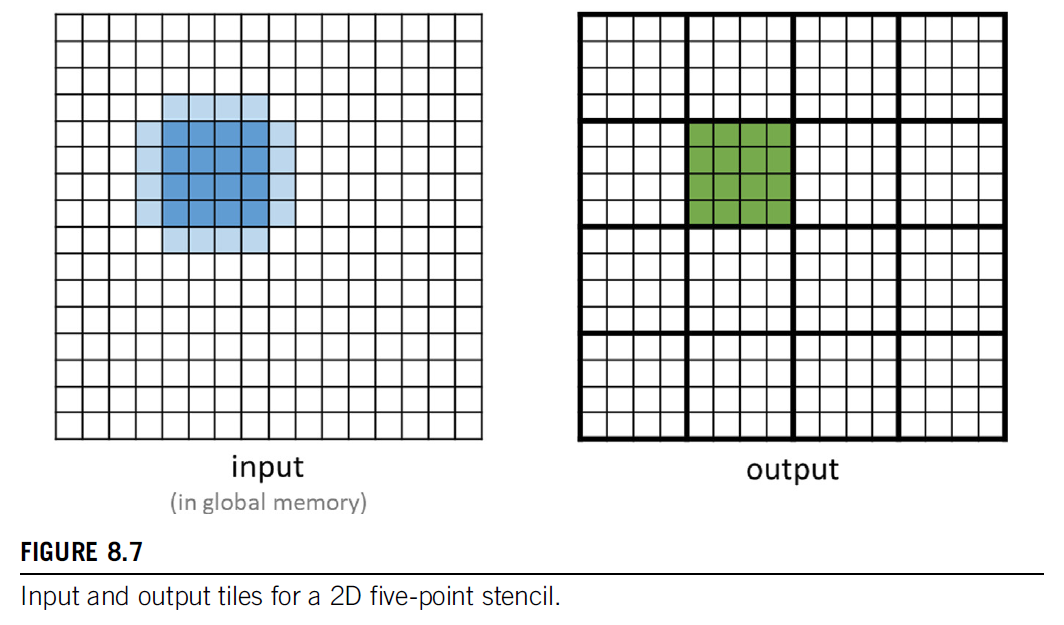 input
(in global memory)
output
FIGURE 8.7
Input and output tiles for a 2D five-point stencil.